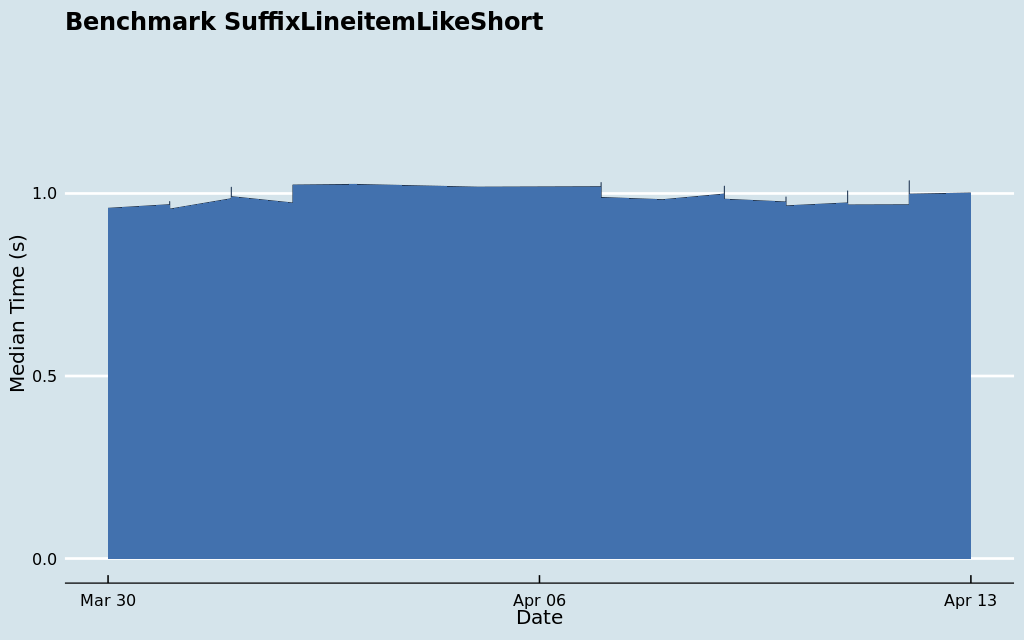 Benchmark SuffixLineitemLikeShort
Median Time (s)
1.0
0.5
0.0
Mar 30
Apr 06
Apr 13
Date